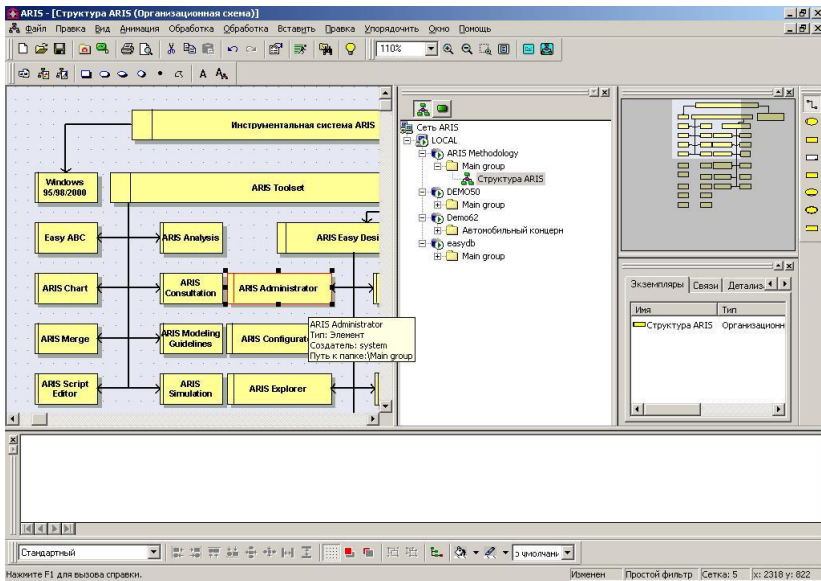 ARIS - [Структура ARIS (Организационная схема)]
Файл Правка Вид Анимация Обработка Обработка Вставить Правка Упорядочить Окно Помощь
110%
Инструментальная система ARIS
Windows 95/98/2000
ARIS Toolset
Easy ABC
ARIS Analysis
ARIS Easy Desi
ARIS Chart
ARIS Consultation
ARIS Administrator
ARIS Merge
ARIS Modeling Guidelines
ARIS Configurat
ARIS Script Editor
ARIS Simulation
ARIS Explorer
ARIS Administrator
Тип: Элемент
Создатель: system
Путь к папке:\Main group
Сеть ARIS
LOCAL
ARIS Methodology
Main group
Структура ARIS
DEMO50
Main group
Demo62
Автомобильный концерн
easydb
Main group
Экземпляры Связи Детализ
Имя Тип
Структура ARIS Организационн
Стандартный
о умолчани
Нажмите F1 для вызова справки.
Изменен Простой фильтр Сетка: 5 x: 2318 y: 822